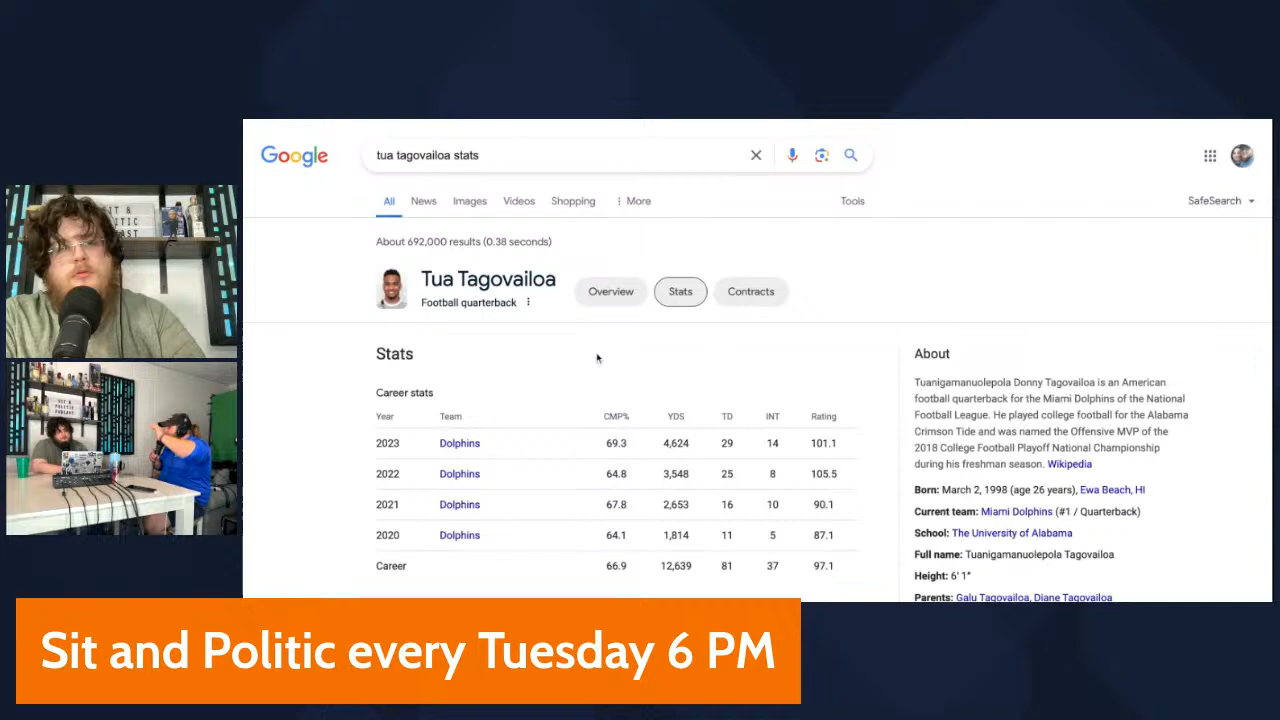 Google
tua tagovailoa stats
All News Images Videos Shopping More Tools SafeSearch
About 692,000 results (0.38 seconds)
Tua Tagovailoa
Football quarterback
Overview Stats Contracts
Stats
Career stats
Year Team CMP% YDS TD INT Rating
2023 Dolphins 69.3 4,624 29 14 101.1
2022 Dolphins 64.8 3,548 25 8 105.5
2021 Dolphins 67.8 2,653 16 10 90.1
2020 Dolphins 64.1 1,814 11 5 87.1
Career 66.9 12,639 81 37 97.1
About
Tuanigamanuolepola Donny Tagovailoa is an American
football quarterback for the Miami Dolphins of the National
Football League. He played college football for the Alabama
Crimson Tide and was named the Offensive MVP of the
2018 College Football Playoff National Championship
during his freshman season. Wikipedia
Born: March 2, 1998 (age 26 years), Ewa Beach, HI
Current team: Miami Dolphins (#1 / Quarterback)
School: The University of Alabama
Full name: Tuanigamanuolepola Tagovailoa
Height: 6′ 1″
Parents: Galu Tagovailoa, Diane Tagovailoa
SIT &
POLITIC
PODCAST
Sit and Politic every Tuesday 6 PM